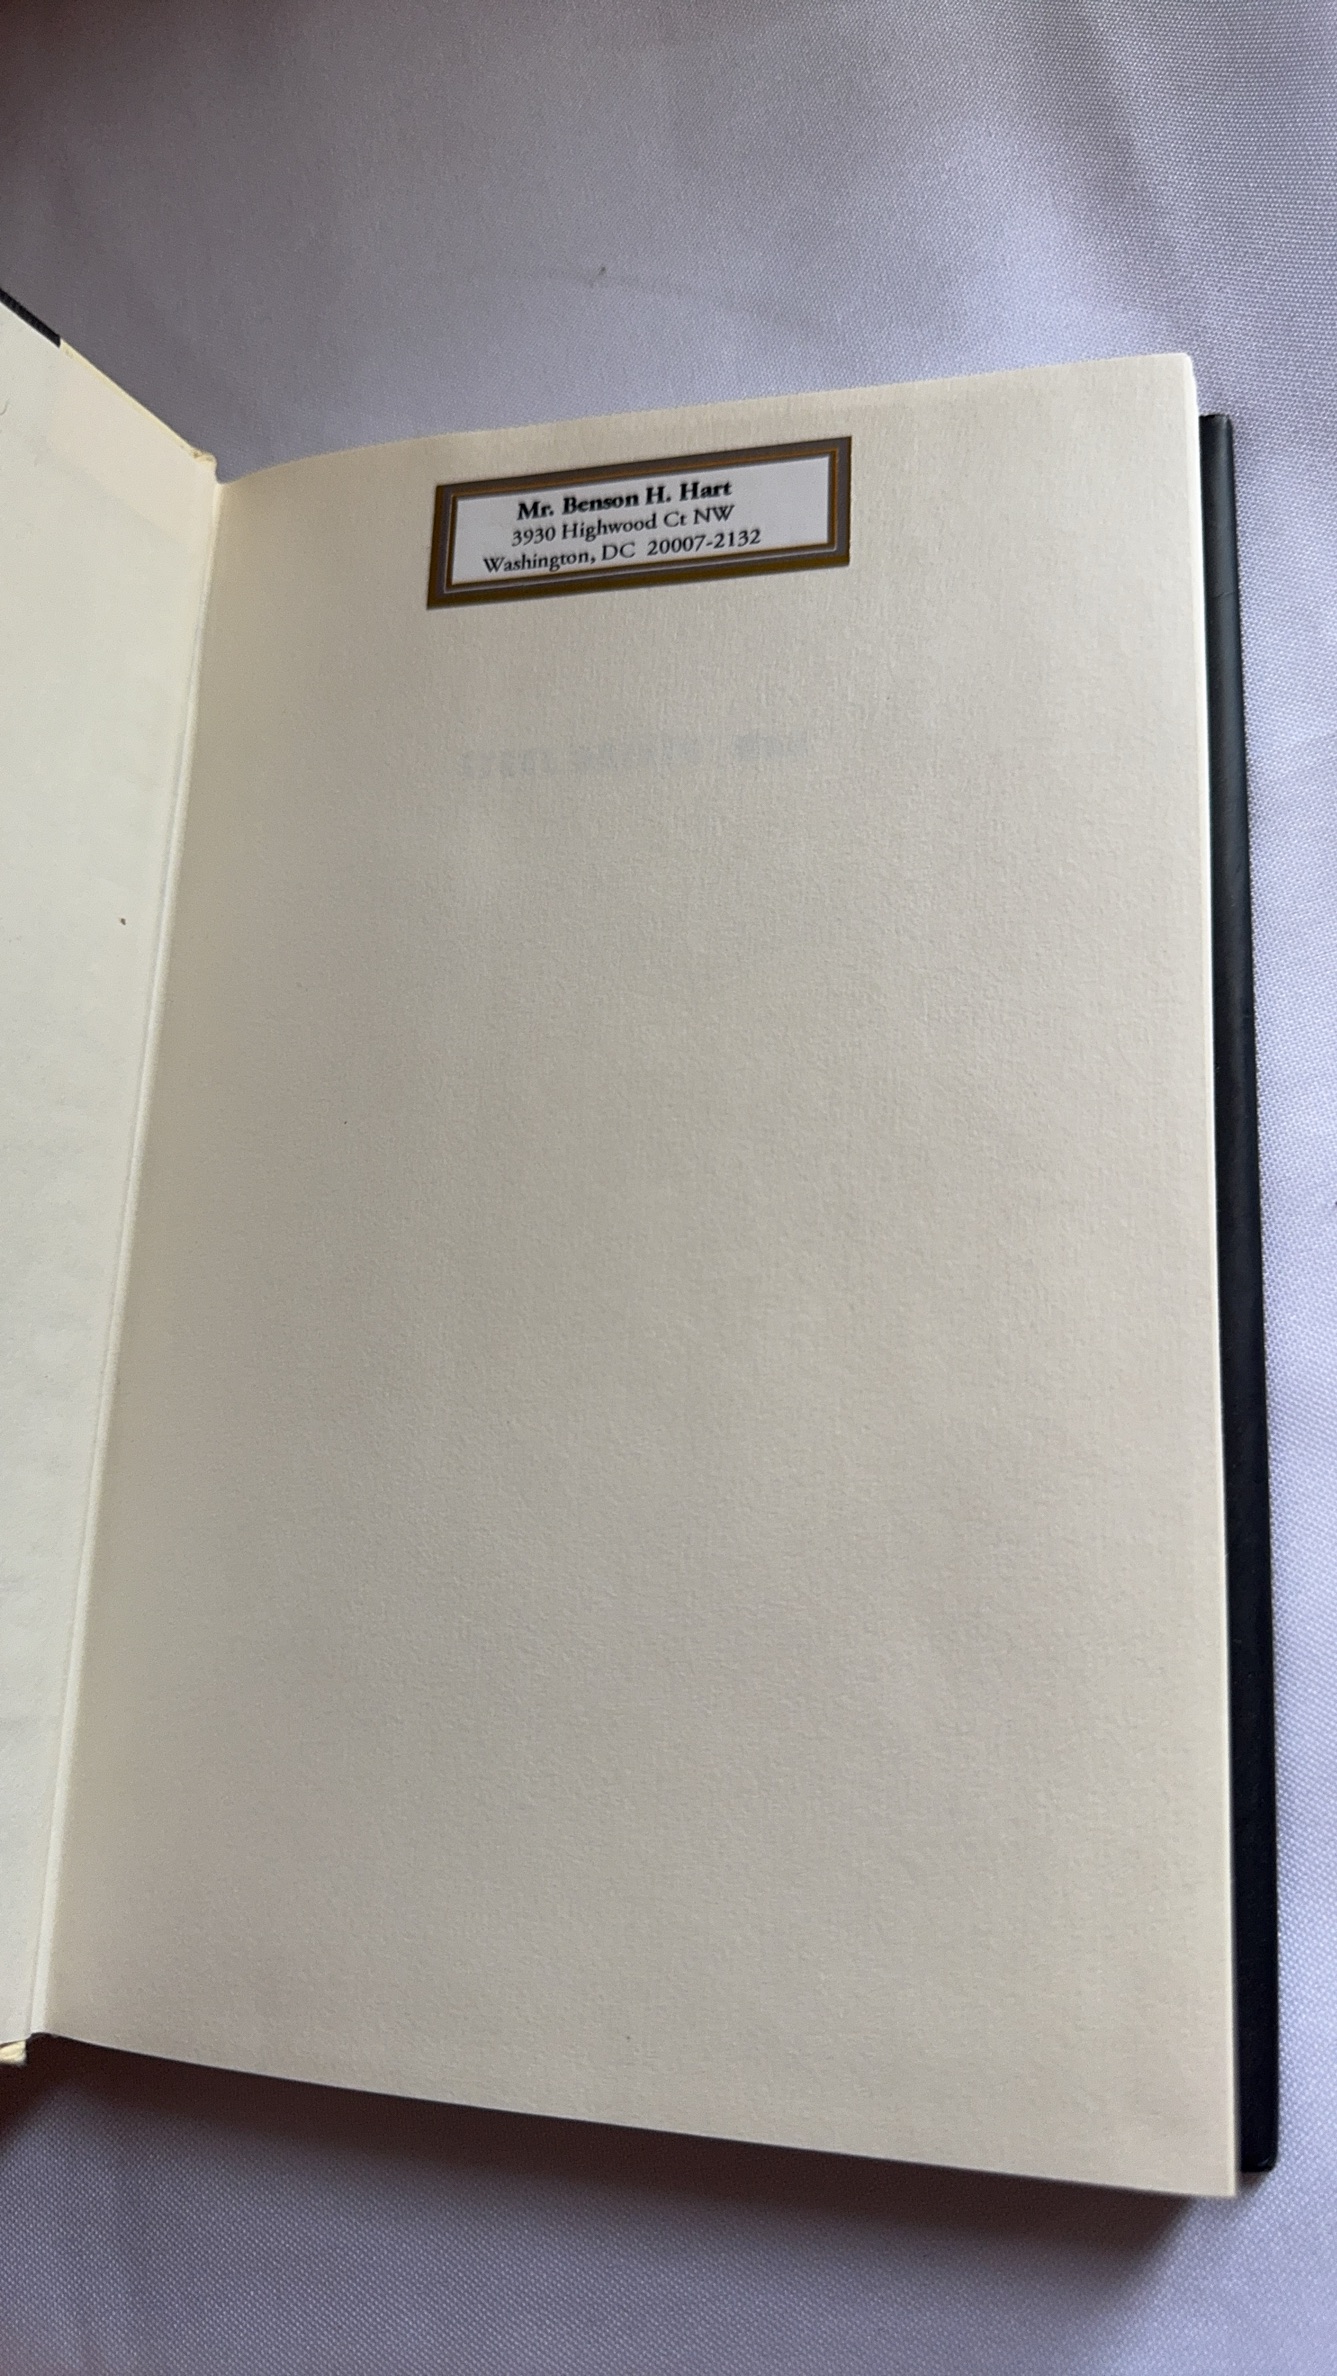 Mr. Benson H. Hart
3930 Highwood Ct NW
Washington, DC 20007-2132